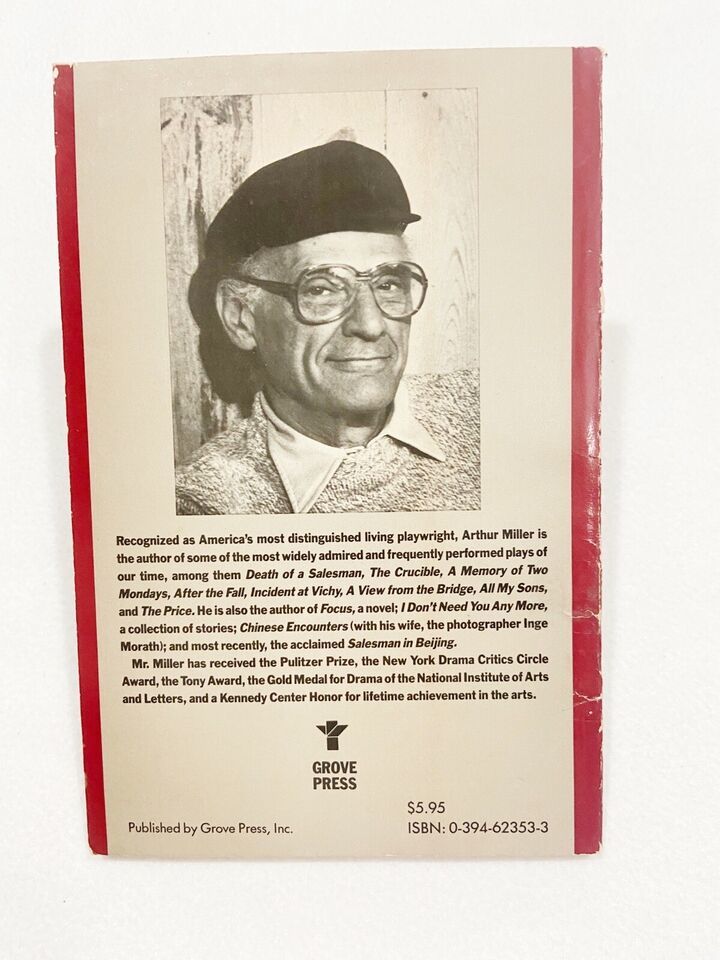 Recognized as America's most distinguished living playwright, Arthur Miller is
the author of some of the most widely admired and frequently performed plays of
our time, among them Death of a Salesman, The Crucible, A Memory of Two
Mondays, After the Fall, Incident at Vichy, A View from the Bridge, All My Sons,
and The Price. He is also the author of Focus, a novel; I Don't Need You Any More,
a collection of stories; Chinese Encounters (with his wife, the photographer Inge
Morath); and most recently, the acclaimed Salesman in Beijing.
Mr. Miller has received the Pulitzer Prize, the New York Drama Critics Circle
Award, the Tony Award, the Gold Medal for Drama of the National Institute of Arts
and Letters, and a Kennedy Center Honor for lifetime achievement in the arts.
GROVE
PRESS
$5.95
Published by Grove Press, Inc.
ISBN: 0-394-62353-3